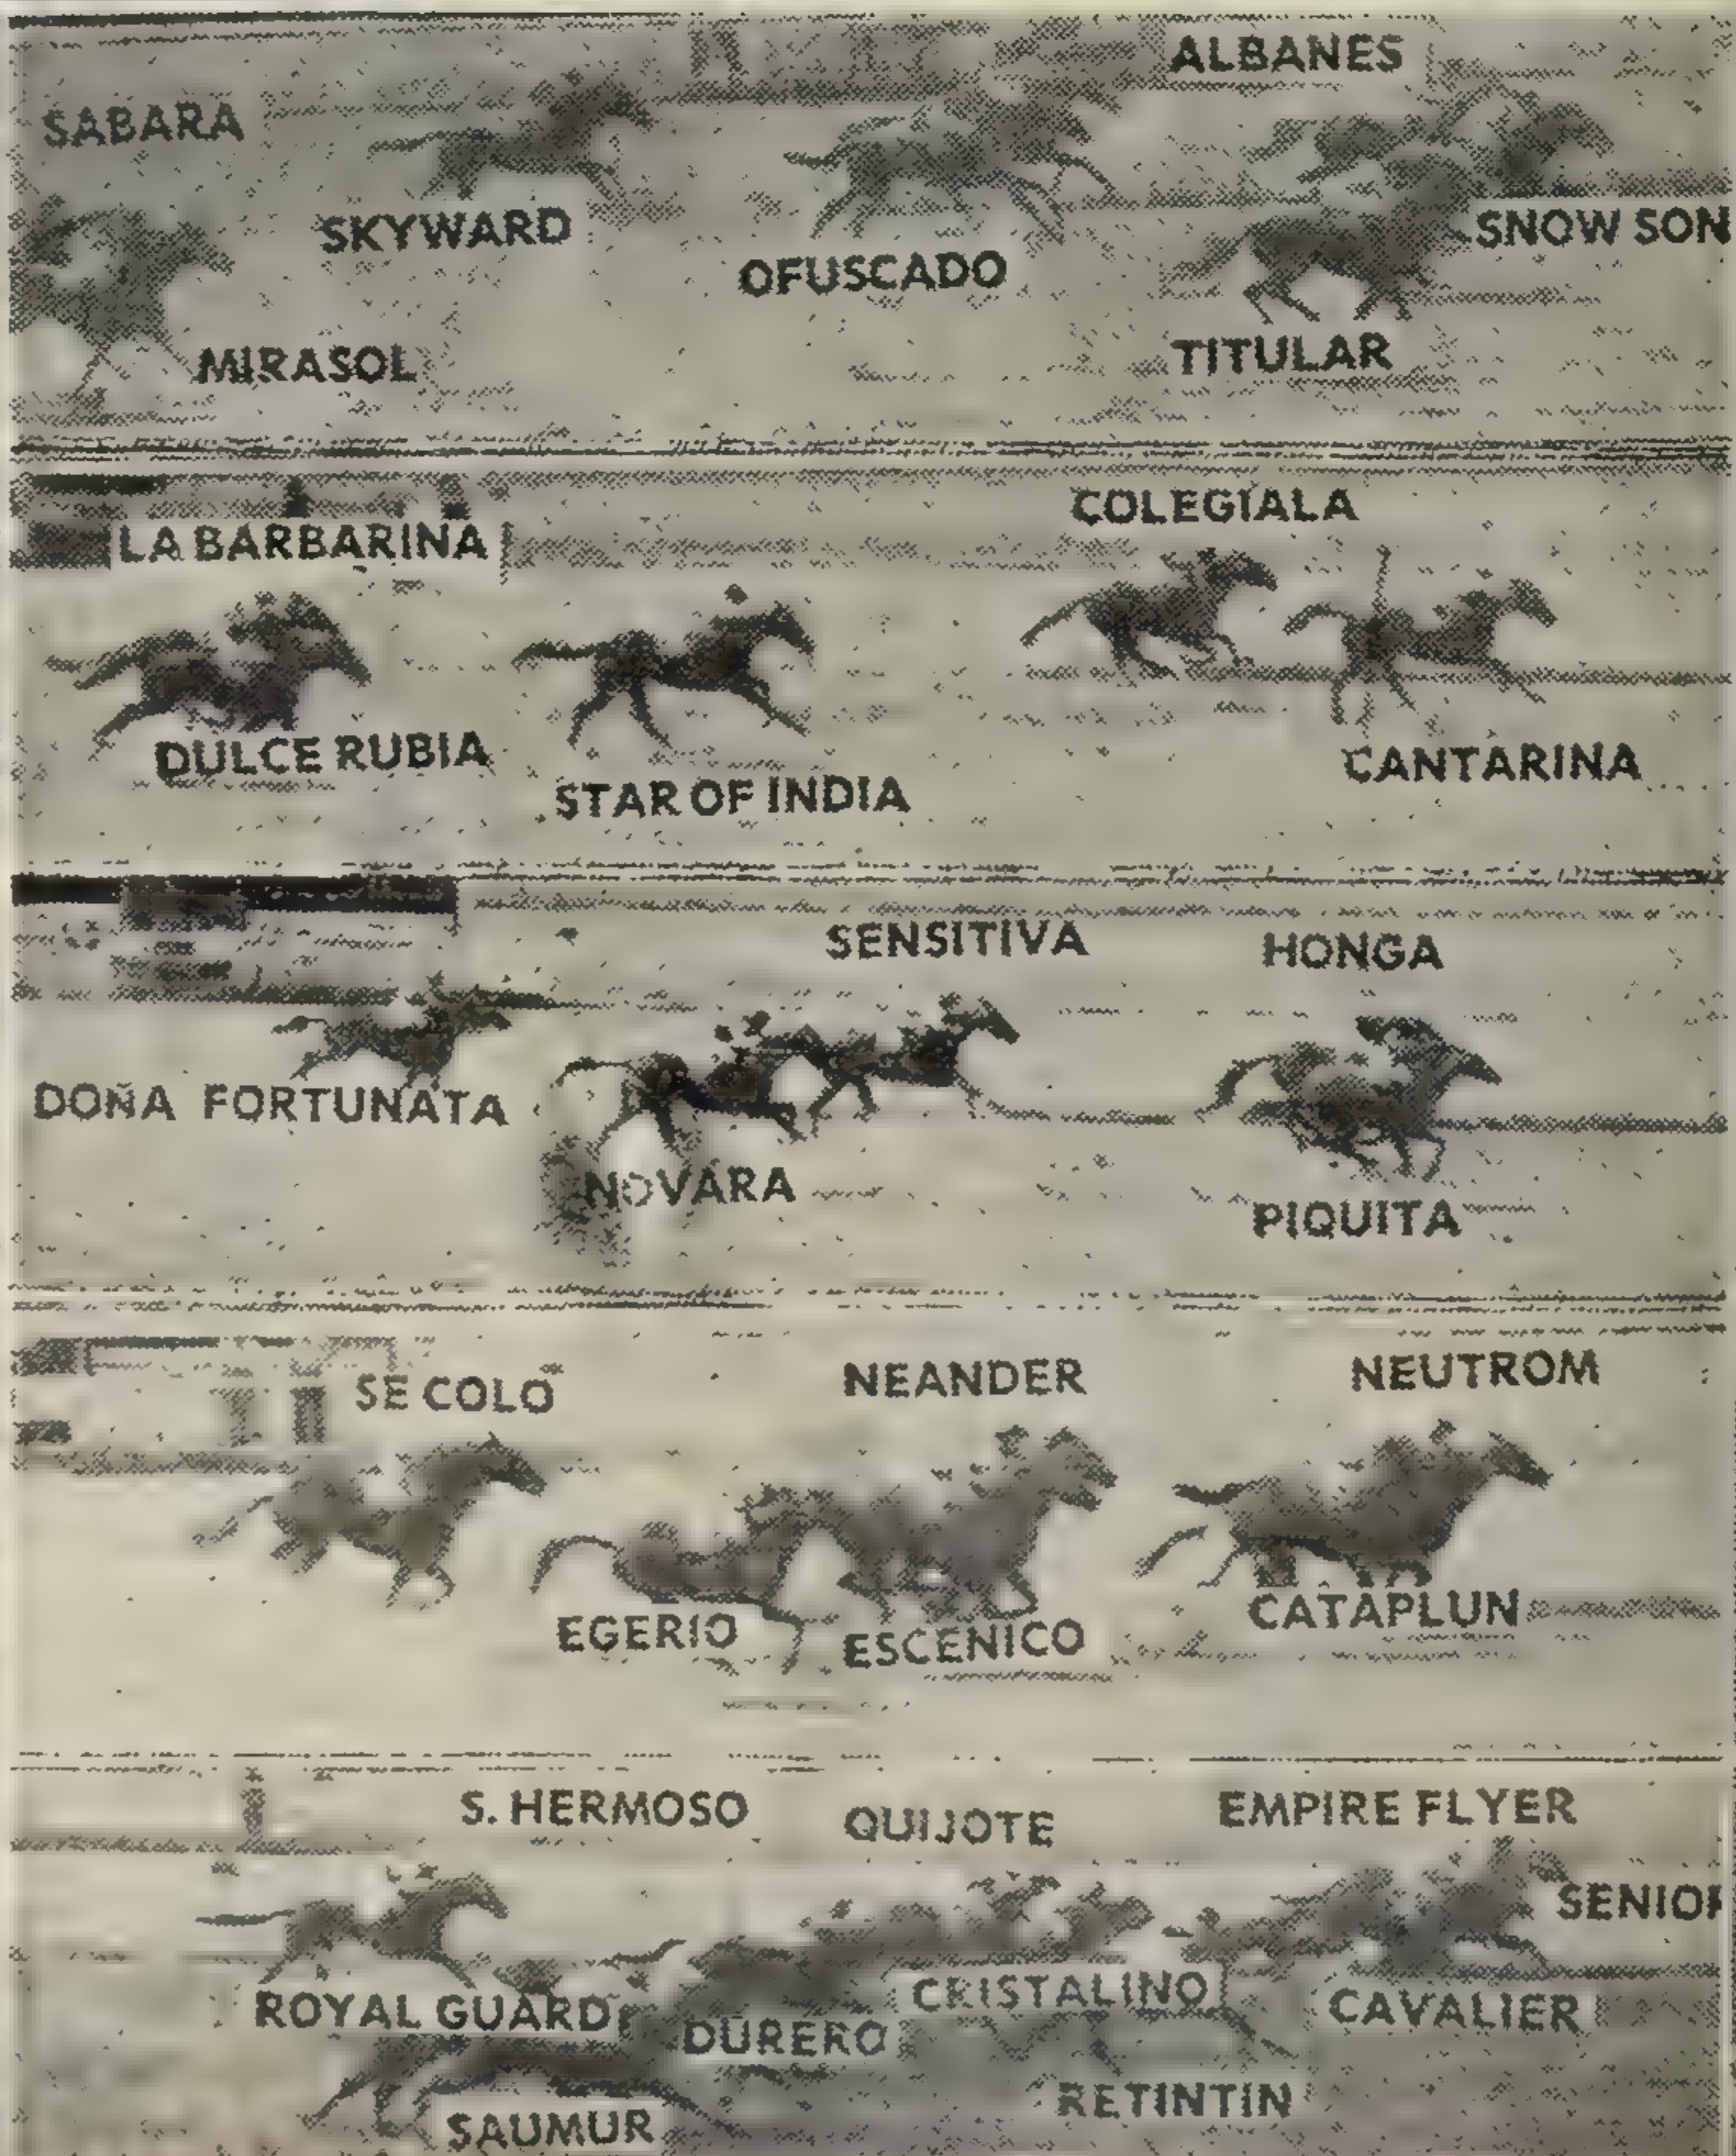 ALBANES
SABARA
SKYWARD
SNOW SON
OFUSCADO
MIRASOL
TITULAR
COLEGIALA
LA BARBARINA
DULCE RUBIA
CANTARINA
STAR OF INDIA
SENSITIVA
HONGA
DOÑA FORTUNATA
NOVARA
PIQUITA
SE COLO
NEANDER
NEUTROM
EGERIO
ESCENICO
CATAPLUN
S. HERMOSO
QUIJOTE
EMPIRE FLYER
SENIOR
ROYAL GUARD
CRISTALINO
CAVALIER
DURERO
RETINTIN
SAUMUR